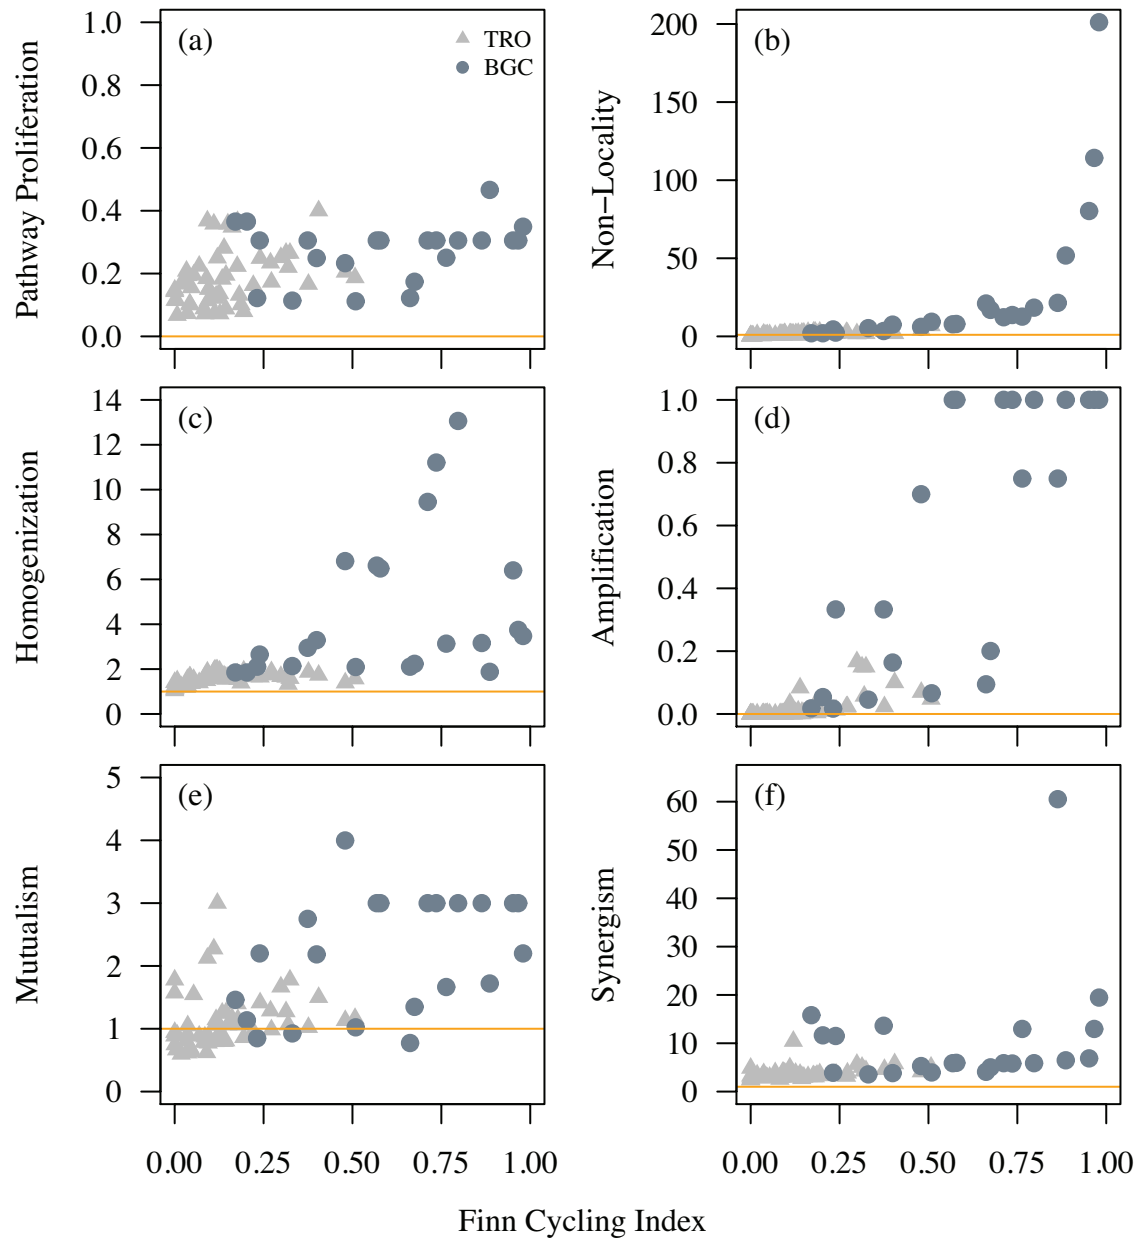 (a)
TRO
BGC
Pathway Proliferation
1.0
0.8
0.6
0.4
0.2
0.0
(b)
Non−Locality
200
150
100
50
0
(c)
Homogenization
14
12
10
8
6
4
2
0
(d)
Amplification
1.0
0.8
0.6
0.4
0.2
0.0
(e)
Mutualism
5
4
3
2
1
0
0.00 0.25 0.50 0.75 1.00
(f)
Synergism
60
50
40
30
20
10
0
0.00 0.25 0.50 0.75 1.00
Finn Cycling Index